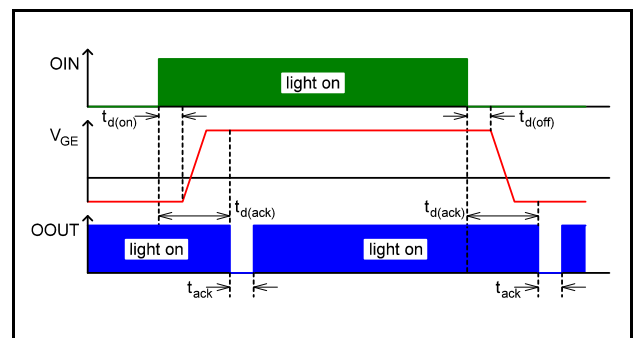 OIN
light on
td(on)
td(off)
VGE
td(ack)
td(ack)
OOUT
light on
light on
tack
tack